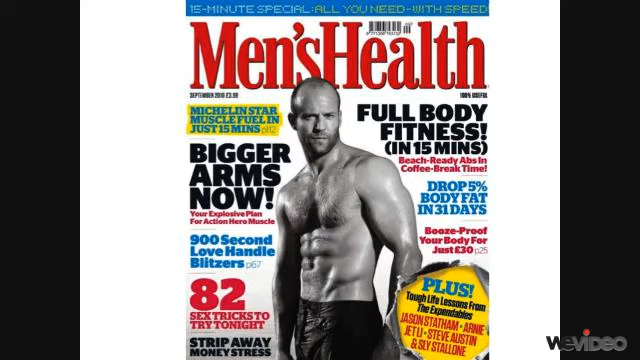 15-MINUTE SPECIAL: ALL YOU NEED-WITH SPEED!
Men'sHealth
SEPTEMBER 2010 £3.99
100% USEFUL
MICHELIN STAR
MUSCLE FUEL IN
JUST 15 MINS p112
BIGGER
ARMS
NOW!
Your Explosive Plan
For Action Hero Muscle
900 Second
Love Handle
Blitzers p67
82
SEX TRICKS TO
TRY TONIGHT
STRIP AWAY
MONEY STRESS
FULL BODY
FITNESS!
(IN 15 MINS)
Beach-Ready Abs In
Coffee-Break Time!
DROP 5%
BODY FAT
IN 31 DAYS
Booze-Proof
Your Body For
Just £30 p25
PLUS!
Tough Life Lessons From
The Expendables
JASON STATHAM • ARNIE
JET LI • STEVE AUSTIN
& SLY STALLONE
WeVideo